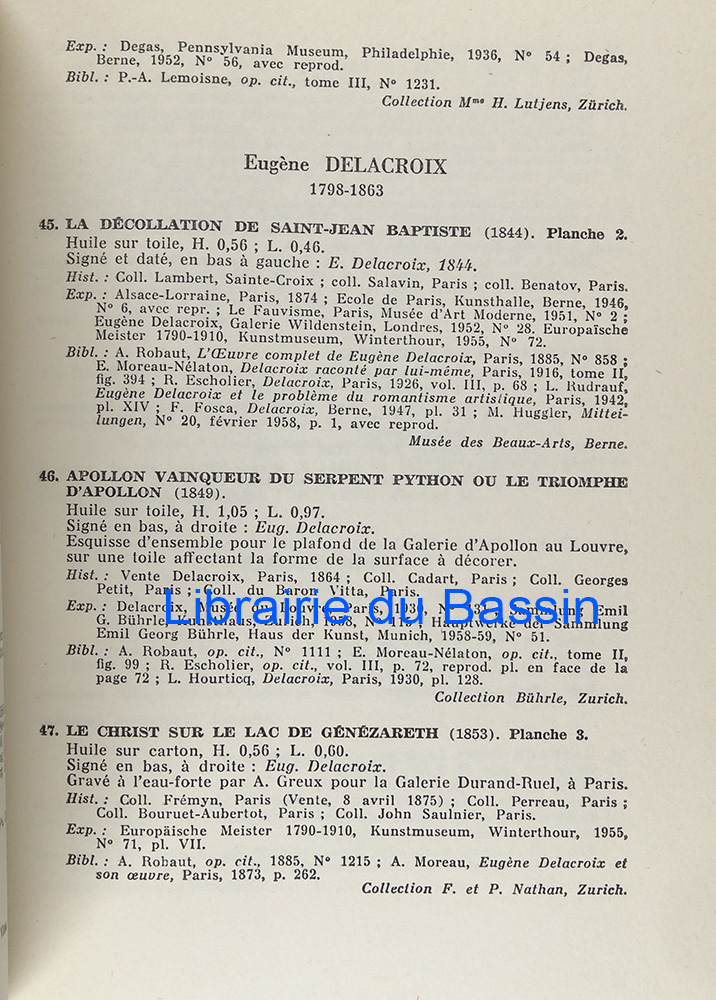 Exp. : Degas, Pennsylvania Museum, Philadelphie, 1936, N° 54 ; Degas,
Berne, 1952, N° 56, avec reprod.
Bibl. : P.-A. Lemoisne, op. cit., tome III, N° 1231.
Collection Mme H. Lutjens, Zürich.
Eugène DELACROIX
1798-1863
45. LA DÉCOLLATION DE SAINT-JEAN BAPTISTE (1844). Planche 2.
Huile sur toile, H. 0,56 ; L. 0,46.
Signé et daté, en bas à gauche : E. Delacroix, 1844.
Hist. : Coll. Lambert, Sainte-Croix ; coll. Salavin, Paris ; coll. Benatov, Paris.
Exp. : Alsace-Lorraine, Paris, 1874 ; Ecole de Paris, Kunsthalle, Berne, 1946,
N° 6, avec repr. ; Le Fauvisme, Paris, Musée d'Art Moderne, 1951, N° 2 ;
Eugène Delacroix, Galerie Wildenstein, Londres, 1952, N° 28. Europaïsche
Meister 1790-1910, Kunstmuseum, Winterthour, 1955, N° 72.
Bibl. : A. Robaut, L'Œuvre complet de Eugène Delacroix, Paris, 1885, N° 858 ;
E. Moreau-Nélaton, Delacroix raconté par lui-même, Paris, 1916, tome II,
fig. 394 ; R. Escholier, Delacroix, Paris, 1926, vol. III, p. 68 ; L. Rudrauf,
Eugène Delacroix et le problème du romantisme artistique, Paris, 1942,
pl. XIV ; F. Fosca, Delacroix, Berne, 1947, pl. 31 ; M. Huggler, Mittei-
lungen, N° 20, février 1958, p. 1, avec reprod.
Musée des Beaux-Arts, Berne.
46. APOLLON VAINQUEUR DU SERPENT PYTHON OU LE TRIOMPHE
D'APOLLON (1849).
Huile sur toile, H. 1,05 ; L. 0,97.
Signé en bas, à droite : Eug. Delacroix.
Esquisse d'ensemble pour le plafond de la Galerie d'Apollon au Louvre,
sur une toile affectant la forme de la surface à décorer.
Hist. : Vente Delacroix, Paris, 1864 ; Coll. Cadart, Paris ; Coll. Georges
Petit, Paris ; Coll. du Baron Vitta, Paris.
Exp. : Delacroix, Musée du Louvre, Paris, 1930, Sammlung Emil
G. Bührle, Kunsthaus, Zurich, 1958, Hauptwerke der Sammlung
Emil Georg Bührle, Haus der Kunst, Munich, 1958-59, N° 51.
Librairie du Bassin
Bibl. : A. Robaut, op. cit., N° 1111 ; E. Moreau-Nélaton, op. cit., tome II,
fig. 99 ; R. Escholier, op. cit., vol. III, p. 72, reprod. pl. en face de la
page 72 ; L. Hourticq, Delacroix, Paris, 1930, pl. 128.
Collection Bührle, Zurich.
47. LE CHRIST SUR LE LAC DE GÉNÉZARETH (1853). Planche 3.
Huile sur carton, H. 0,56 ; L. 0,60.
Signé en bas, à droite : Eug. Delacroix.
Gravé à l'eau-forte par A. Greux pour la Galerie Durand-Ruel, à Paris.
Hist. : Coll. Frémyn, Paris (Vente, 8 avril 1875) ; Coll. Perreau, Paris ;
Coll. Bouruet-Aubertot, Paris ; Coll. John Saulnier, Paris.
Exp. : Europäische Meister 1790-1910, Kunstmuseum, Winterthour, 1955,
N° 71, pl. VII.
Bibl. : A. Robaut, op. cit., 1885, N° 1215 ; A. Moreau, Eugène Delacroix et
son œuvre, Paris, 1873, p. 262.
Collection F. et P. Nathan, Zurich.